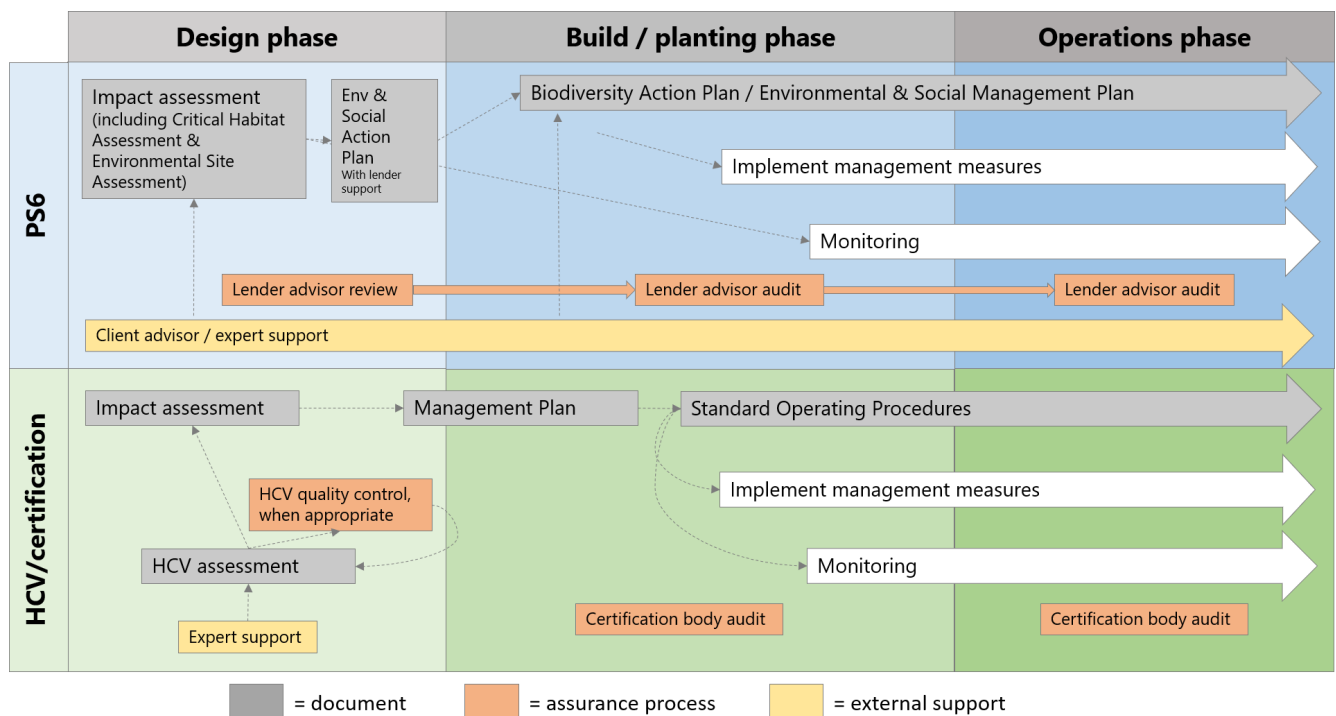 Design phase
Build / planting phase
Operations phase
PS6
Impact assessment
(including Critical Habitat
Assessment &
Environmental Site
Assessment)
Env &
Social
Action
Plan
With lender
support
Biodiversity Action Plan / Environmental & Social Management Plan
Implement management measures
Monitoring
Lender advisor review
Lender advisor audit
Lender advisor audit
Client advisor / expert support
HCV/certification
Impact assessment
Management Plan
Standard Operating Procedures
HCV quality control,
when appropriate
Implement management measures
HCV assessment
Monitoring
Expert support
Certification body audit
Certification body audit
= document
= assurance process
= external support